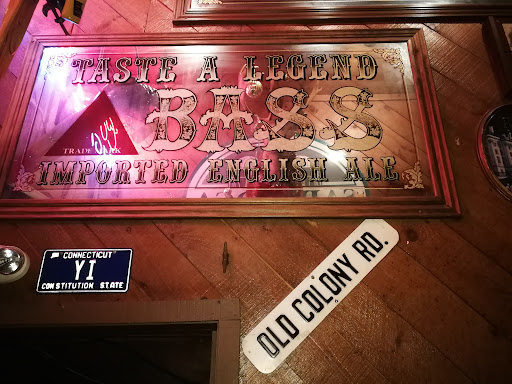 TASTE A LEGEND
BASS
TRADE MARK
IMPORTED ENGLISH ALE
CONNECTICUT
YI
CONSTITUTION STATE
OLD COLONY RD.